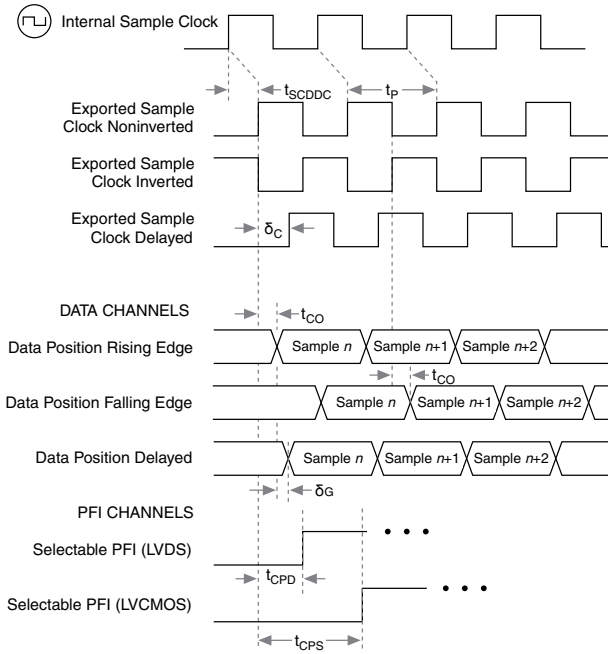 Internal Sample Clock
tSCDDC
tP
Exported Sample
Clock Noninverted
Exported Sample
Clock Inverted
Exported Sample
Clock Delayed
δC
DATA CHANNELS
tCO
Data Position Rising Edge
Sample n
Sample n+1
Sample n+2
tCO
Data Position Falling Edge
Sample n
Sample n+1
Sample n+2
Data Position Delayed
Sample n
Sample n+1
Sample n+2
δG
PFI CHANNELS
Selectable PFI (LVDS)
tCPD
Selectable PFI (LVCMOS)
tCPS